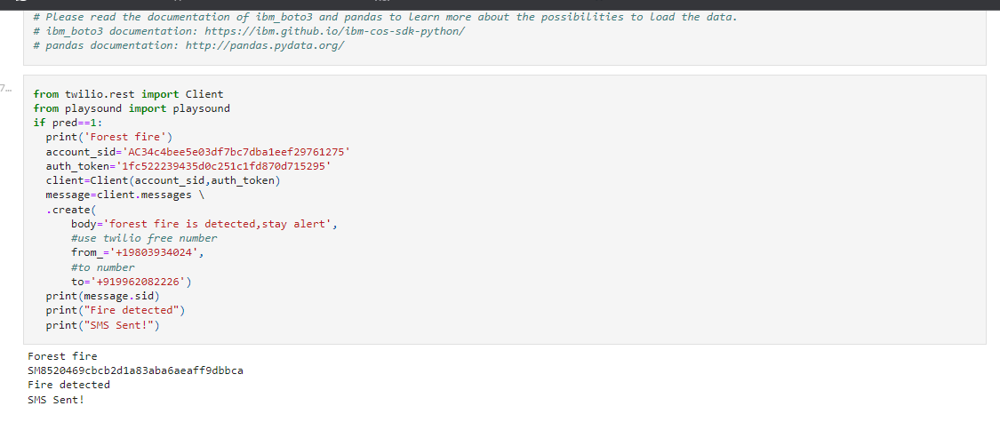 # Please read the documentation of ibm_boto3 and pandas to learn more about the possibilities to load the data.
# ibm_boto3 documentation: https://ibm.github.io/ibm-cos-sdk-python/
# pandas documentation: http://pandas.pydata.org/
7…
from twilio.rest import Client
from playsound import playsound
if pred==1:
  print('Forest fire')
  account_sid='AC34c4bee5e03df7bc7dba1eef29761275'
  auth_token='1fc522239435d0c251c1fd870d715295'
  client=Client(account_sid,auth_token)
  message=client.messages \
  .create(
      body='forest fire is detected,stay alert',
      #use twilio free number
      from_='+19803934024',
      #to number
      to='+919962082226')
  print(message.sid)
  print("Fire detected")
  print("SMS Sent!")
Forest fire
SM8520469cbcb2d1a83aba6aeaff9dbbca
Fire detected
SMS Sent!